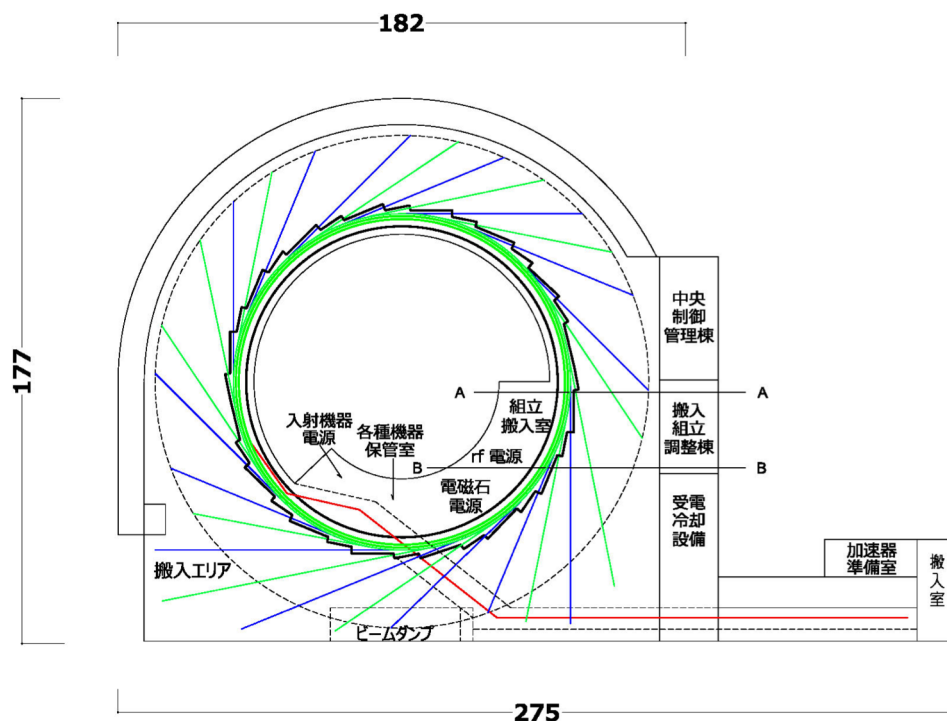 182
177
中央
制御
管理棟
A
A
組立
搬入室
搬入
組立
調整棟
入射機器
電源
各種機器
保管室
rf 電源
B
B
電磁石
電源
受電
冷却
設備
搬入エリア
加速器
準備室
搬
入
室
ビームダンプ
275